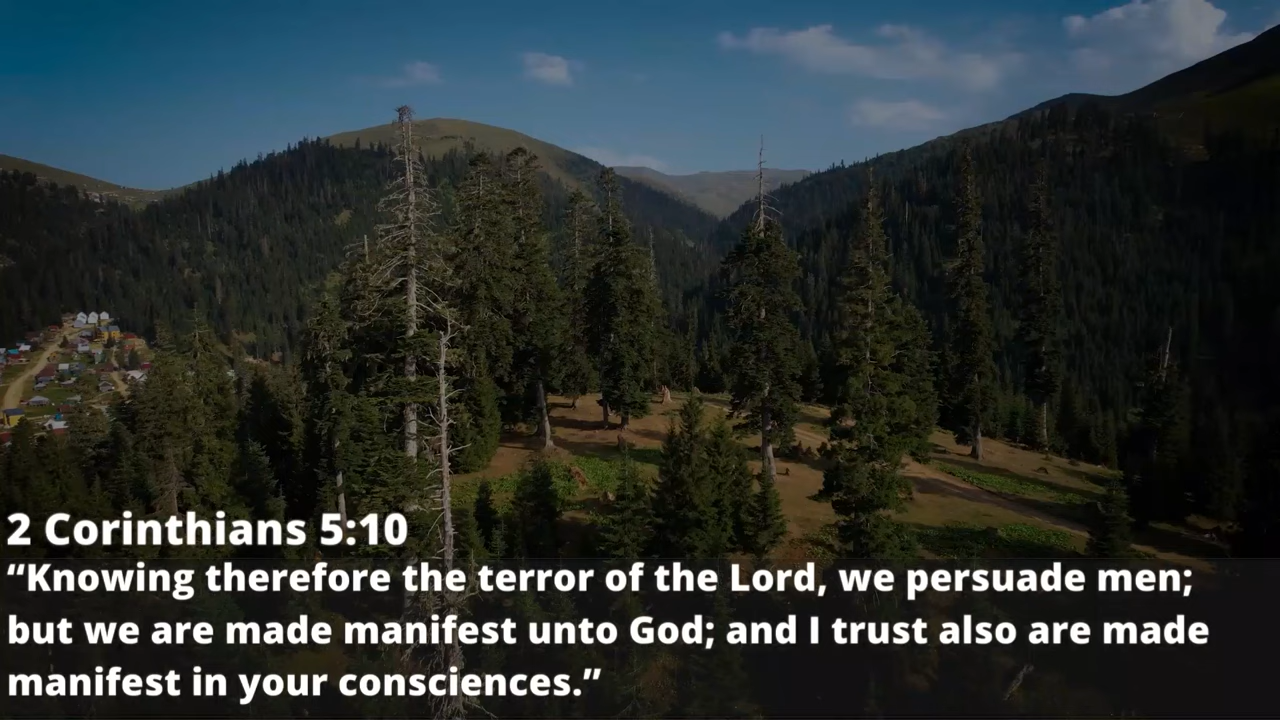 2 Corinthians 5:10
“Knowing therefore the terror of the Lord, we persuade men;
but we are made manifest unto God; and I trust also are made
manifest in your consciences.”